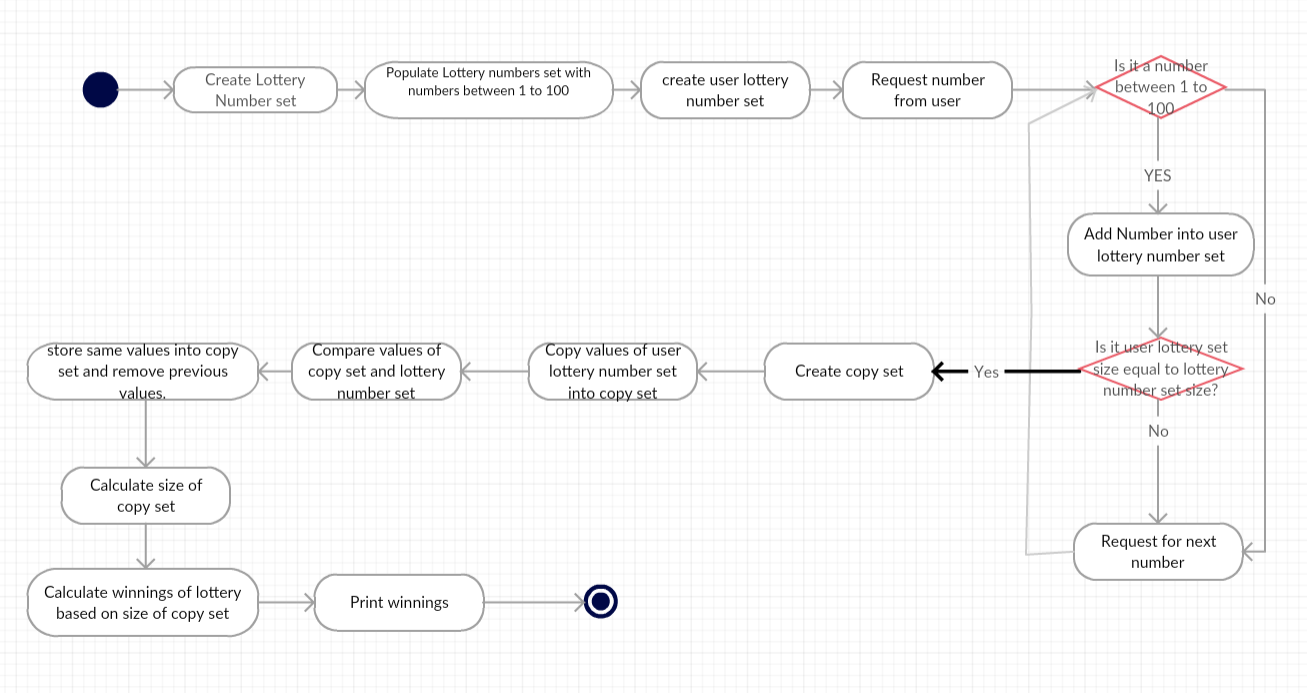 Create Lottery
Number set
Populate Lottery numbers set with
numbers between 1 to 100
create user lottery
number set
Request number
from user
Is it a number
between 1 to
100
YES
Add Number into user
lottery number set
No
Is it user lottery set
size equal to lottery
number set size?
Yes
Create copy set
Copy values of user
lottery number set
into copy set
Compare values of
copy set and lottery
number set
store same values into copy
set and remove previous
values.
No
Request for next
number
Calculate size of
copy set
Calculate winnings of lottery
based on size of copy set
Print winnings